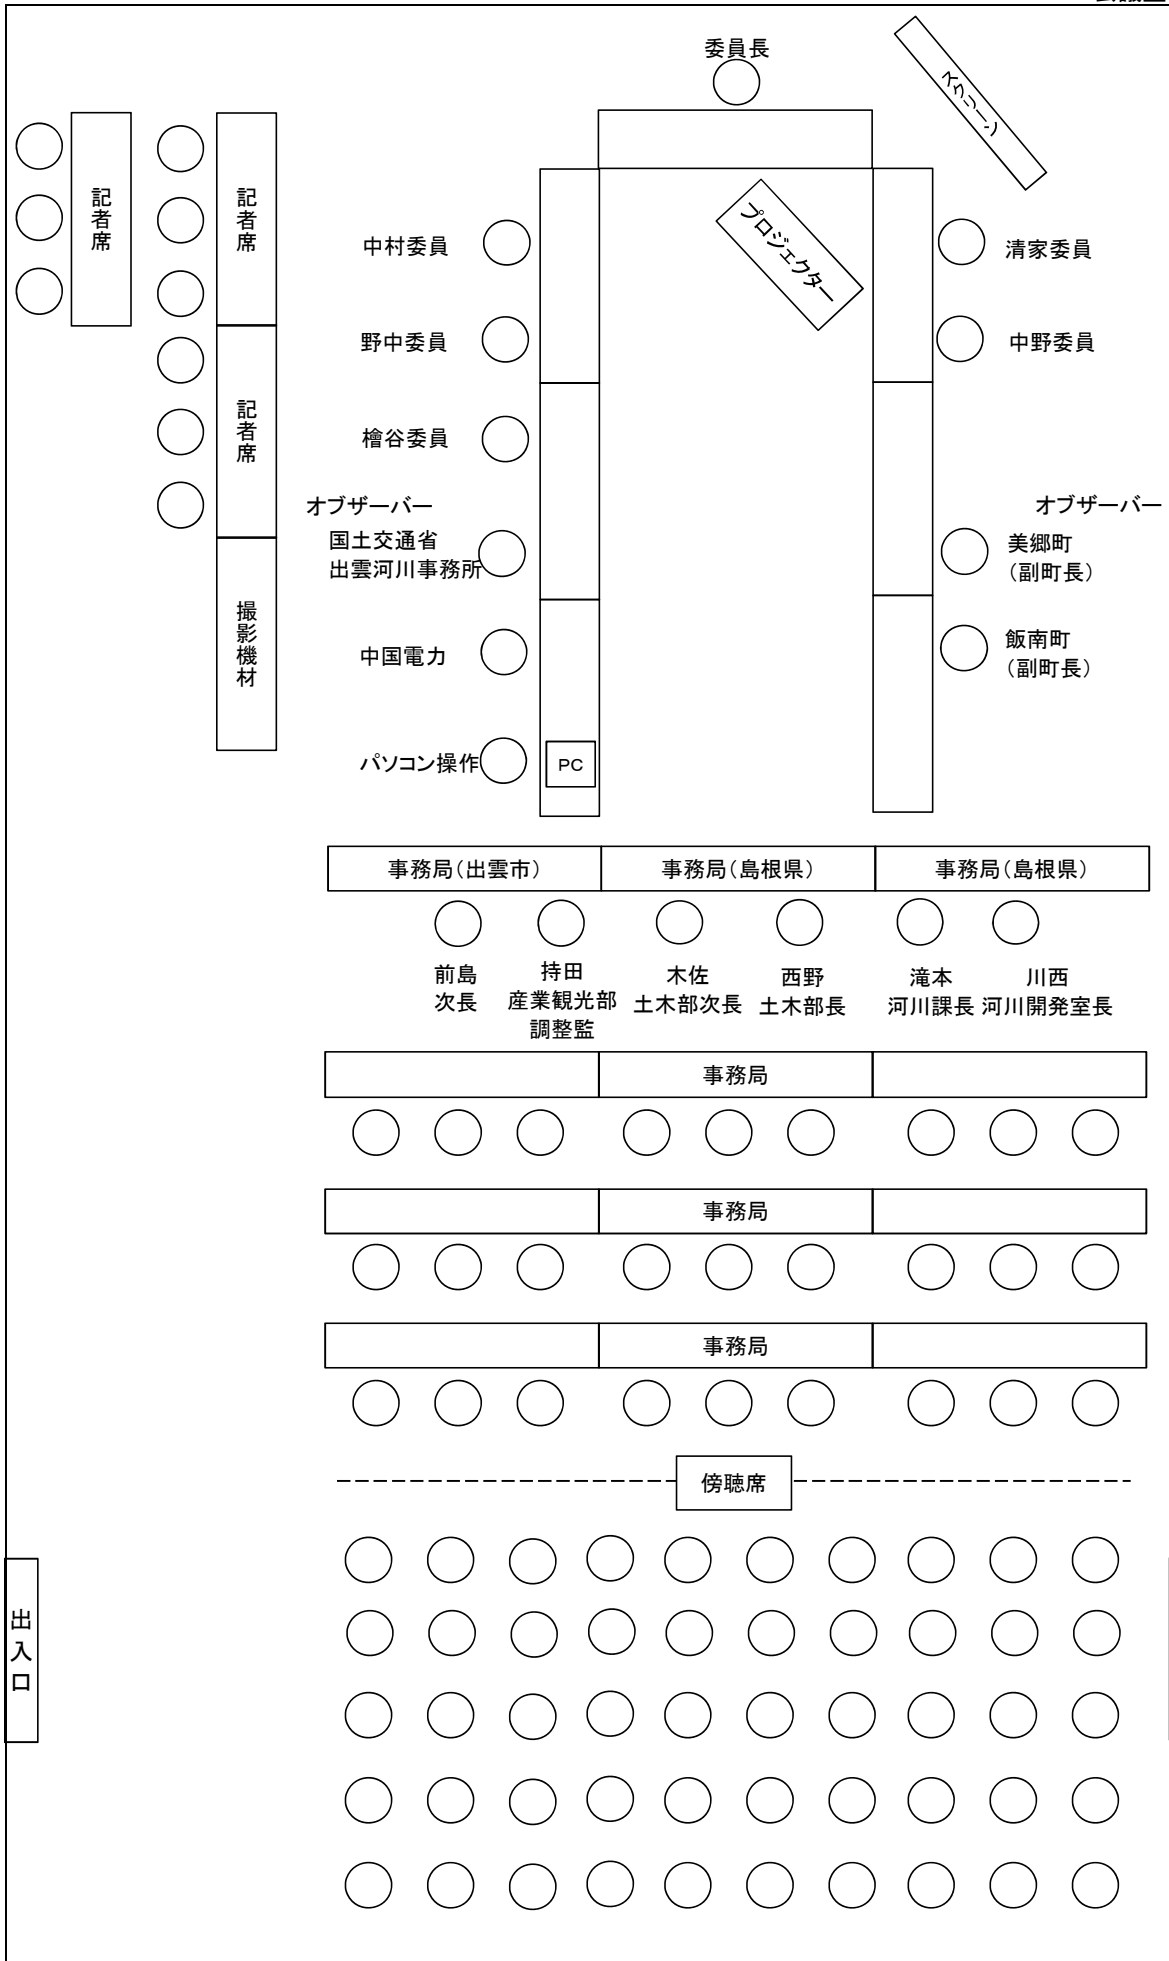 委員長
スクリーン
プロジェクター
記者席
記者席
記者席
撮影機材
中村委員
野中委員
檜谷委員
オブザーバー
国土交通省
出雲河川事務所
中国電力
パソコン操作
PC
清家委員
中野委員
オブザーバー
美郷町
(副町長)
飯南町
(副町長)
事務局(出雲市)
事務局(島根県)
事務局(島根県)
前島
次長
持田
産業観光部
調整監
木佐
土木部次長
西野
土木部長
滝本
河川課長
川西
河川開発室長
事務局
事務局
事務局
傍聴席
出入口